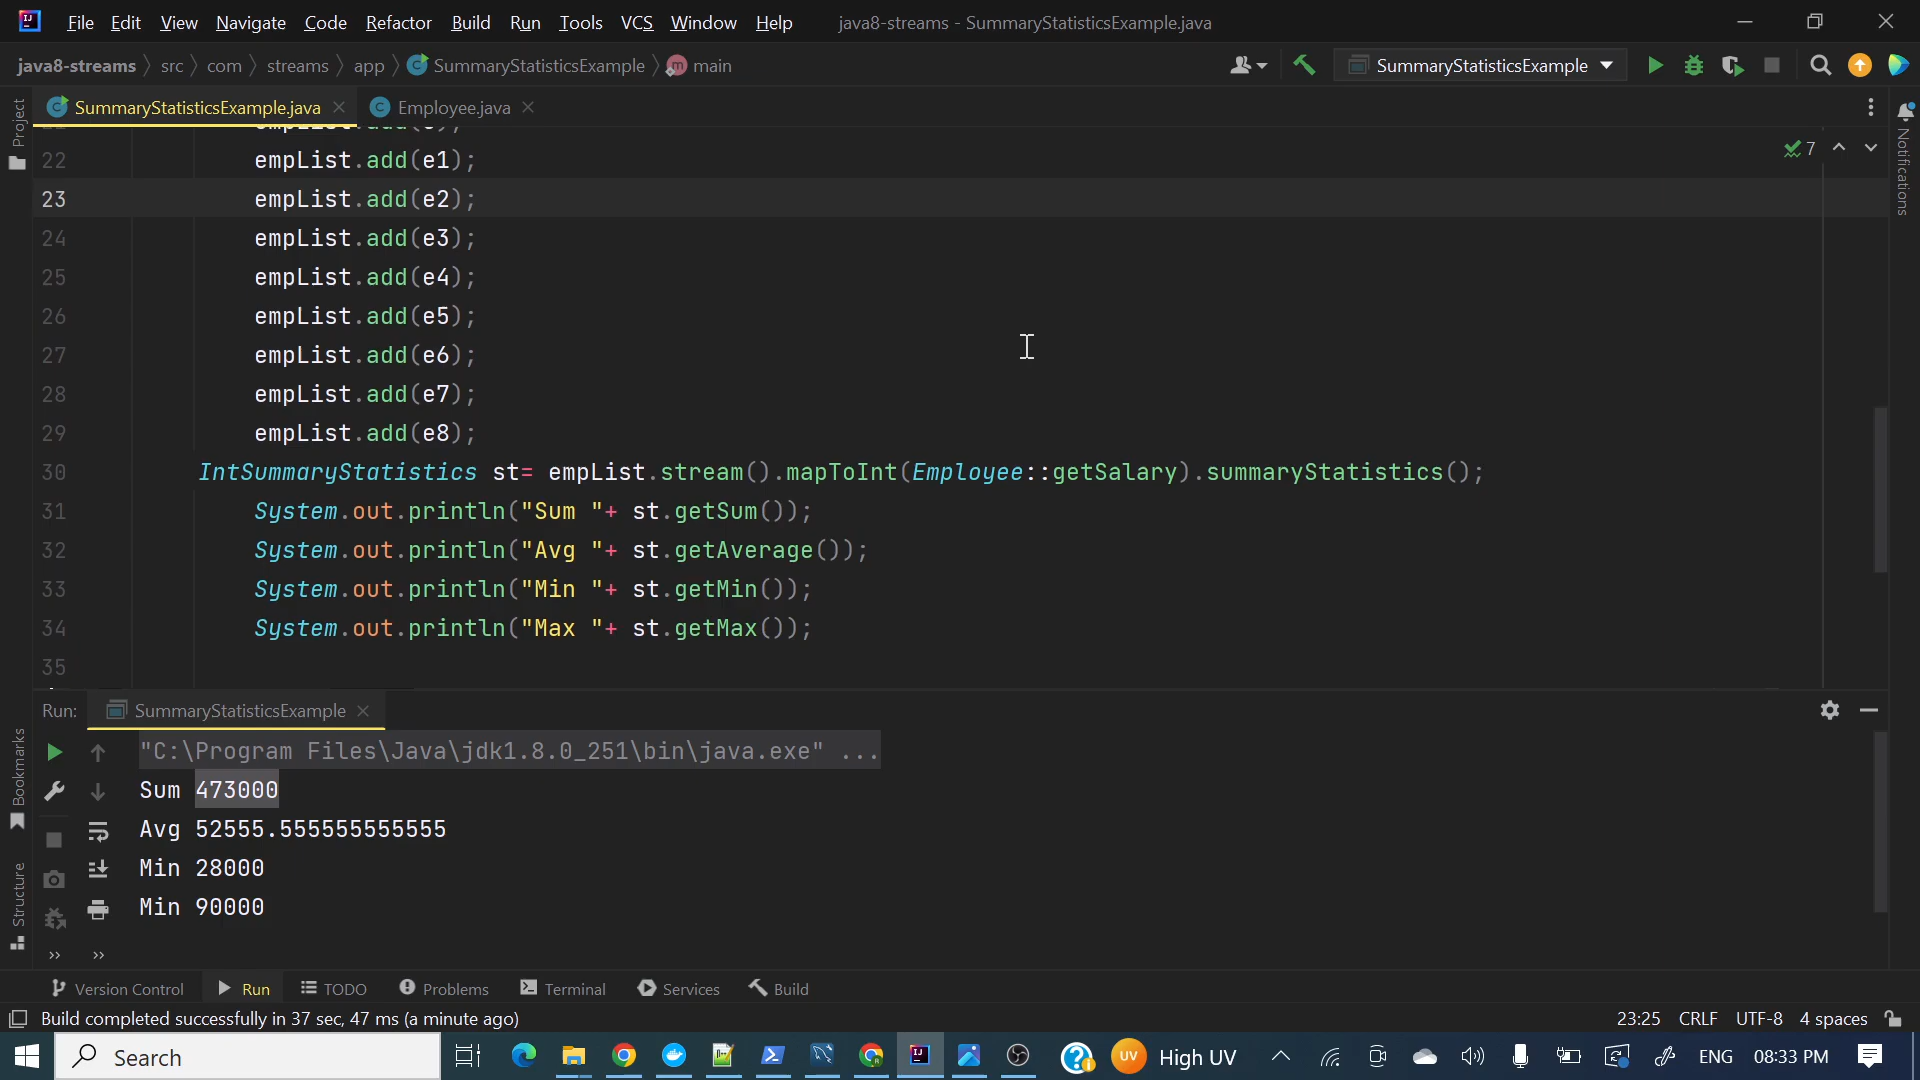 File Edit View Navigate Code Refactor Build Run Tools VCS Window Help java8-streams - SummaryStatisticsExample.java
java8-streams src com streams app SummaryStatisticsExample main SummaryStatisticsExample
Project
SummaryStatisticsExample.java Employee.java
Notifications
7
22 empList.add(e1);
23 empList.add(e2);
24 empList.add(e3);
25 empList.add(e4);
26 empList.add(e5);
27 empList.add(e6);
28 empList.add(e7);
29 empList.add(e8);
30 IntSummaryStatistics st= empList.stream().mapToInt(Employee::getSalary).summaryStatistics();
31 System.out.println("Sum "+ st.getSum());
32 System.out.println("Avg "+ st.getAverage());
33 System.out.println("Min "+ st.getMin());
34 System.out.println("Max "+ st.getMax());
35
Run: SummaryStatisticsExample
"C:\Program Files\Java\jdk1.8.0_251\bin\java.exe" ...
Sum 473000
Avg 52555.555555555555
Min 28000
Min 90000
Bookmarks
Structure
Version Control Run TODO Problems Terminal Services Build
Build completed successfully in 37 sec, 47 ms (a minute ago) 23:25 CRLF UTF-8 4 spaces
Search UV High UV ENG 08:33 PM